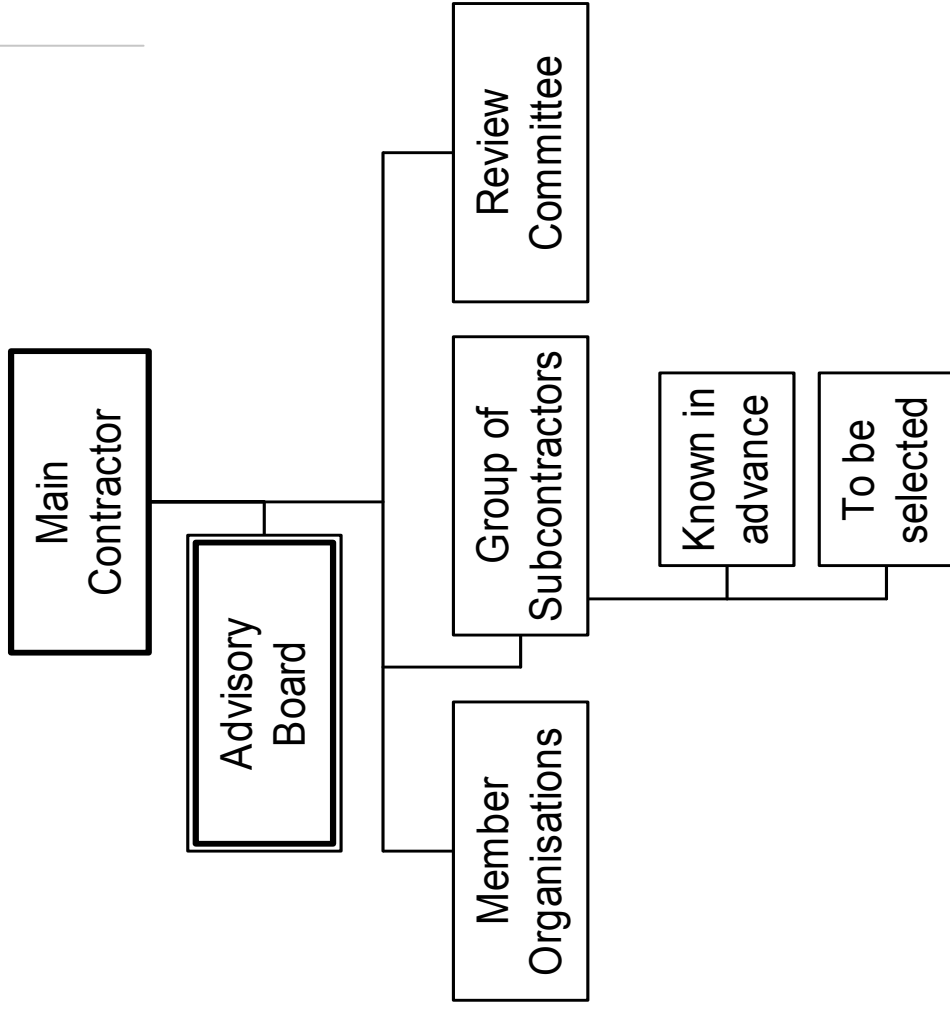 Main
Contractor
Advisory
Board
Member
Organisations
Group of
Subcontractors
Review
Committee
Known in
advance
To be
selected